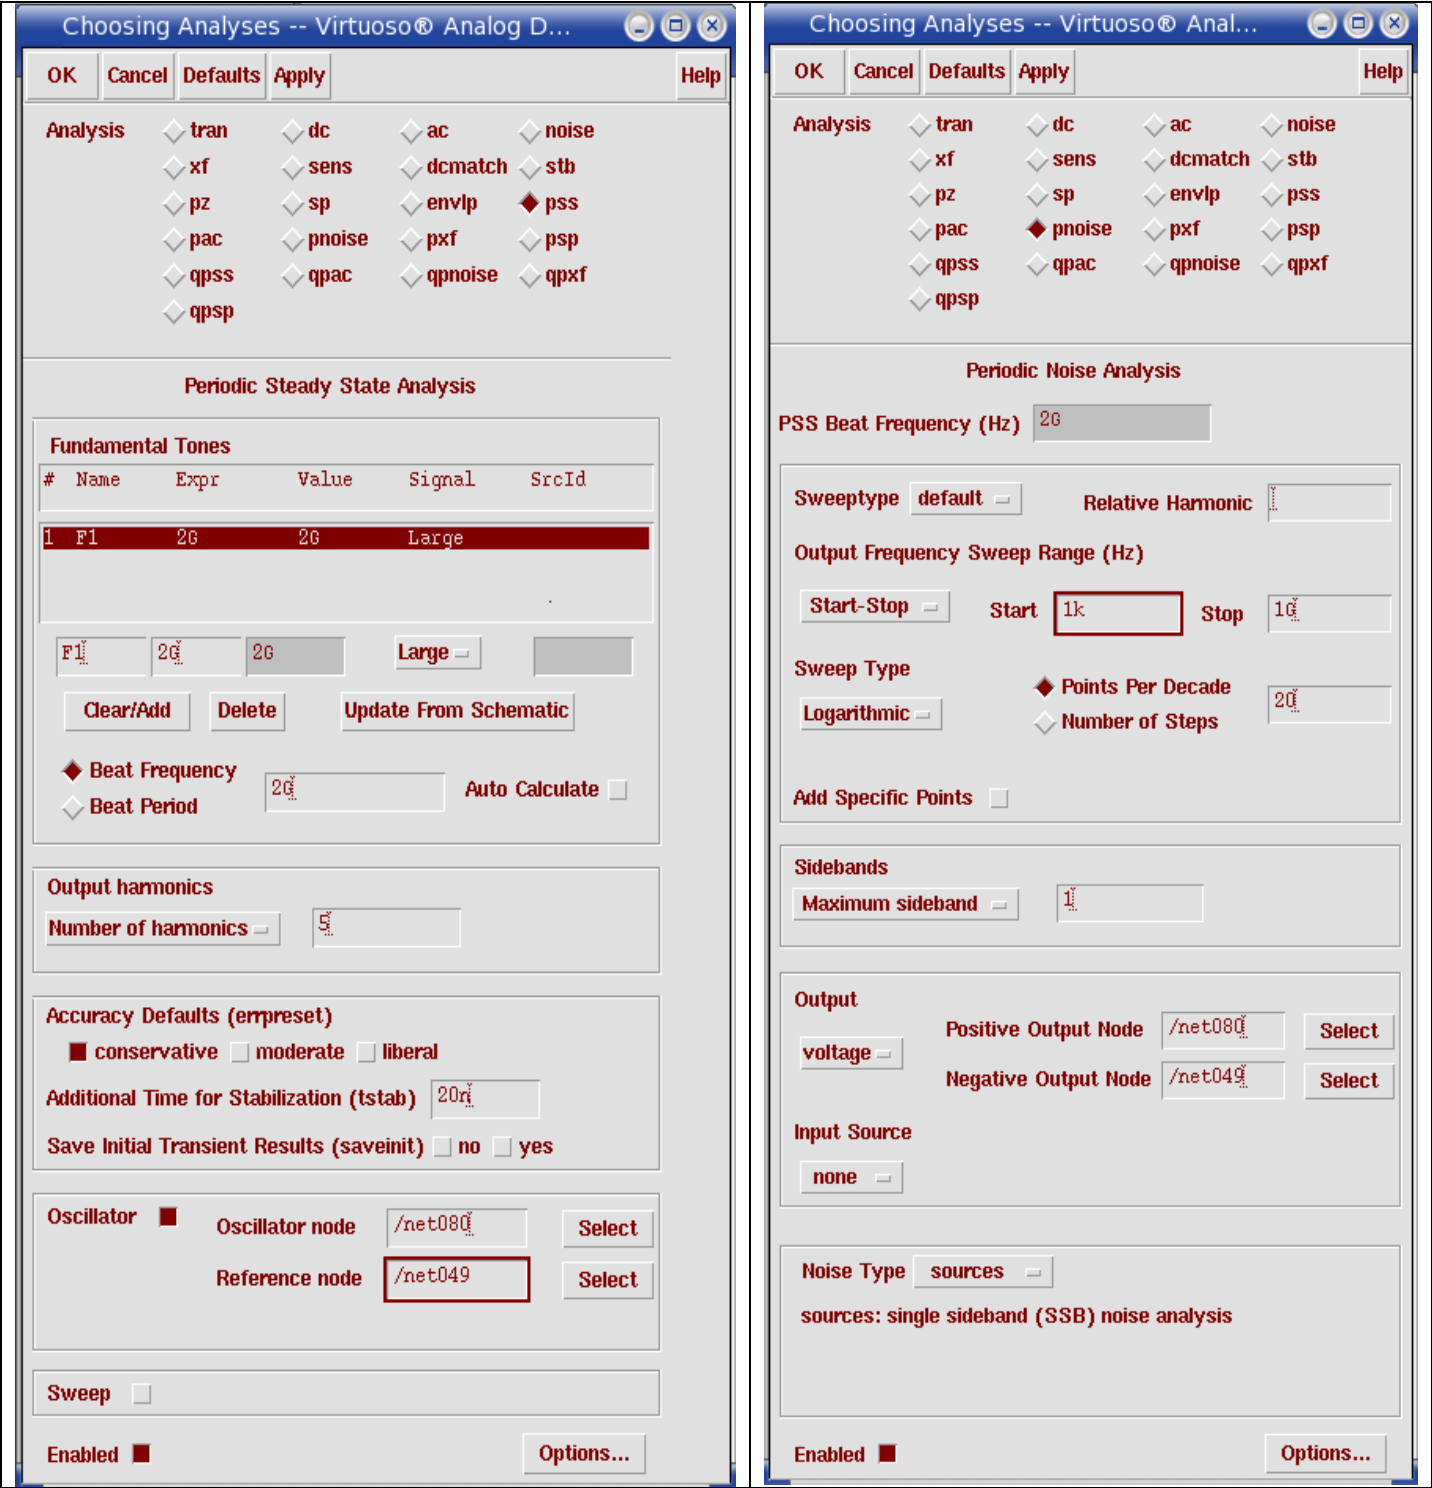 Choosing Analyses -- Virtuoso® Analog D...
OK Cancel Defaults Apply Help
Analysis tran dc ac noise
xf sens dcmatch stb
pz sp envlp pss
pac pnoise pxf psp
qpss qpac qpnoise qpxf
qpsp
Periodic Steady State Analysis
Fundamental Tones
# Name Expr Value Signal SrcId
1 F1 2G 2G Large
F1 2G 2G Large
Clear/Add Delete Update From Schematic
Beat Frequency
Beat Period
2G Auto Calculate
Output harmonics
Number of harmonics 5
Accuracy Defaults (errpreset)
conservative moderate liberal
Additional Time for Stabilization (tstab) 20n
Save Initial Transient Results (saveinit) no yes
Oscillator Oscillator node /net080 Select
Reference node /net049 Select
Sweep
Enabled Options...
Choosing Analyses -- Virtuoso® Anal...
OK Cancel Defaults Apply Help
Analysis tran dc ac noise
xf sens dcmatch stb
pz sp envlp pss
pac pnoise pxf psp
qpss qpac qpnoise qpxf
qpsp
Periodic Noise Analysis
PSS Beat Frequency (Hz) 2G
Sweeptype default Relative Harmonic
Output Frequency Sweep Range (Hz)
Start-Stop Start 1k Stop 1G
Sweep Type
Logarithmic
Points Per Decade
Number of Steps
20
Add Specific Points
Sidebands
Maximum sideband 1
Output
voltage
Positive Output Node /net080 Select
Negative Output Node /net049 Select
Input Source
none
Noise Type sources
sources: single sideband (SSB) noise analysis
Enabled Options...